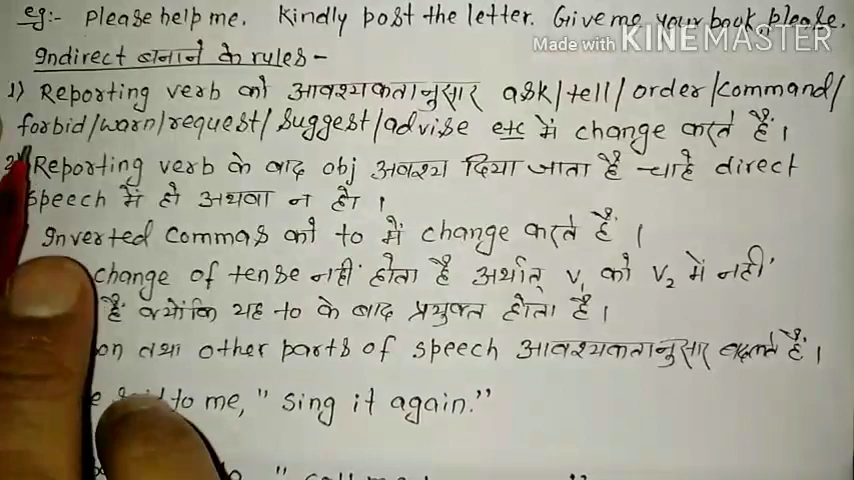 eg:- Please help me. Kindly post the letter. Give me your book, please.
Made with KINEMASTER
Indirect बनाने के rules -
1) Reporting verb को आवश्यकतानुसार ask/tell/order/command/
forbid/warn/request/suggest/advise etc में change करते हैं।
2) Reporting verb के बाद obj अवश्य दिया जाता है चाहे direct
speech में हो अथवा न हो।
Inverted commas को to में change करते हैं।
change of tense नहीं होता है अर्थात् V1 को V2 में नहीं
हैं क्योंकि यह to के बाद प्रयुक्त होता है।
on तथा other parts of speech आवश्यकतानुसार बदलते हैं।
to me, "Sing it again."